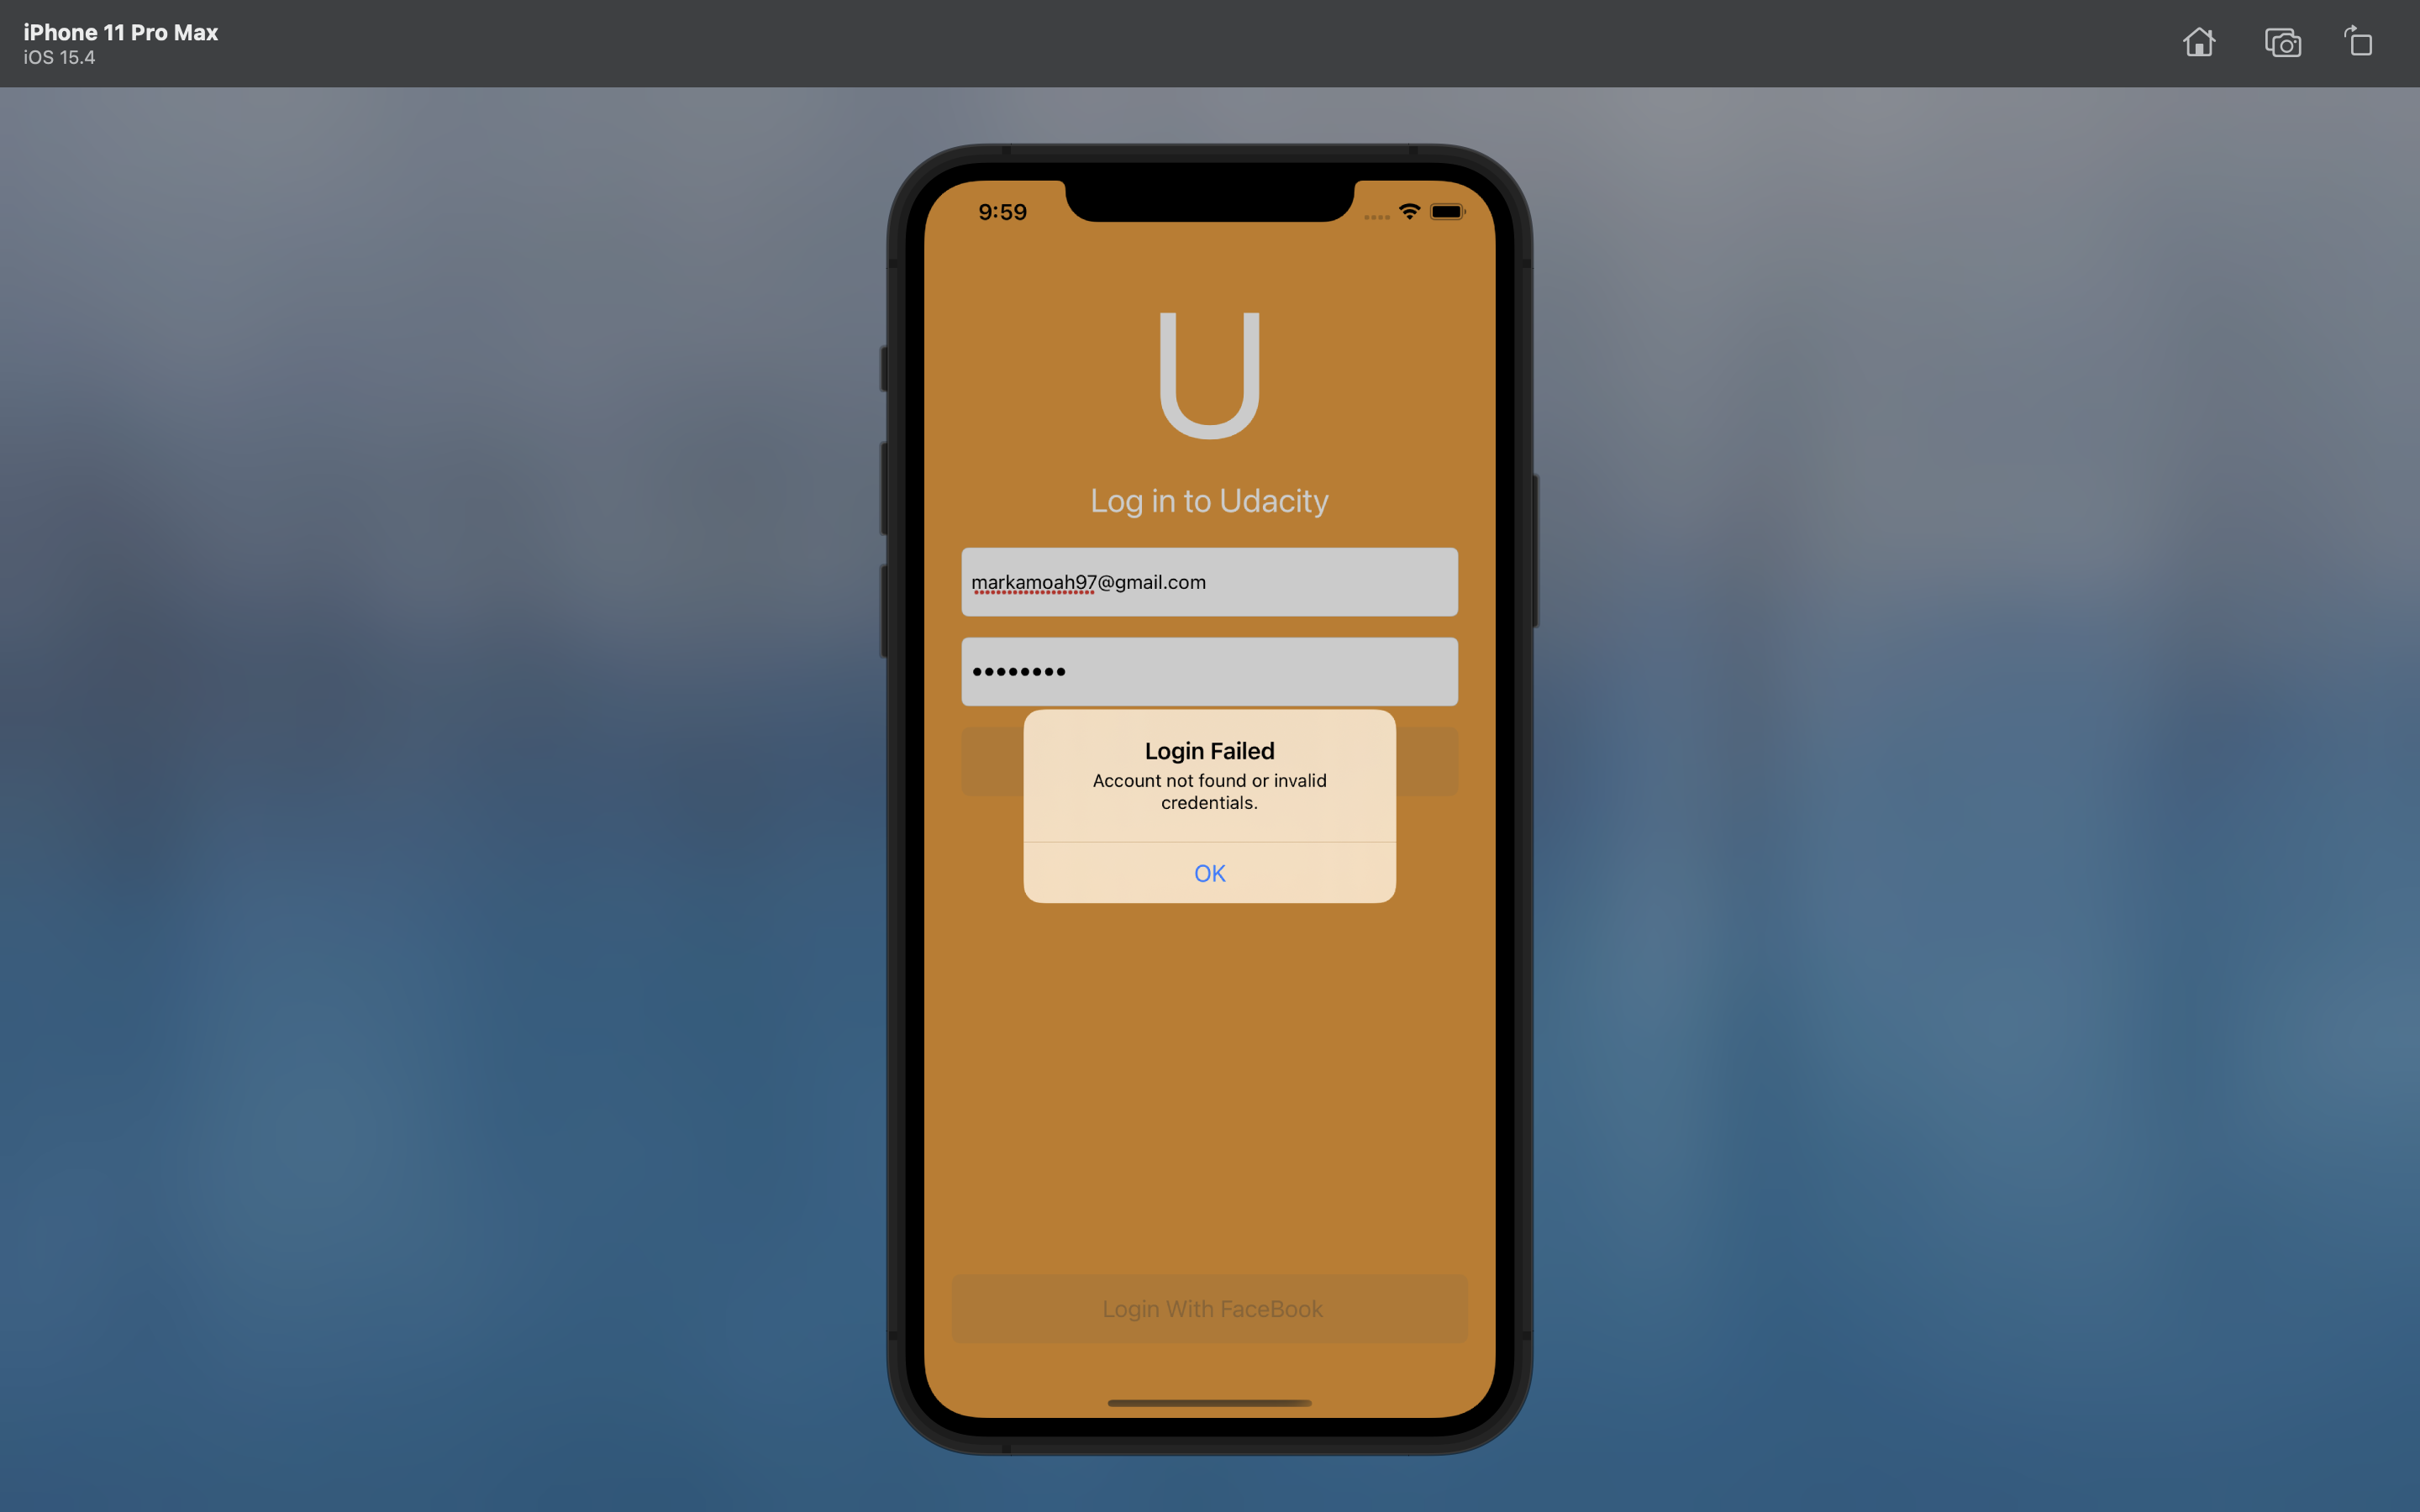 iPhone 11 Pro Max
iOS 15.4
9:59
U
Log in to Udacity
markamoah97@gmail.com
••••••••
Login Failed
Account not found or invalid
credentials.
OK
Login With FaceBook